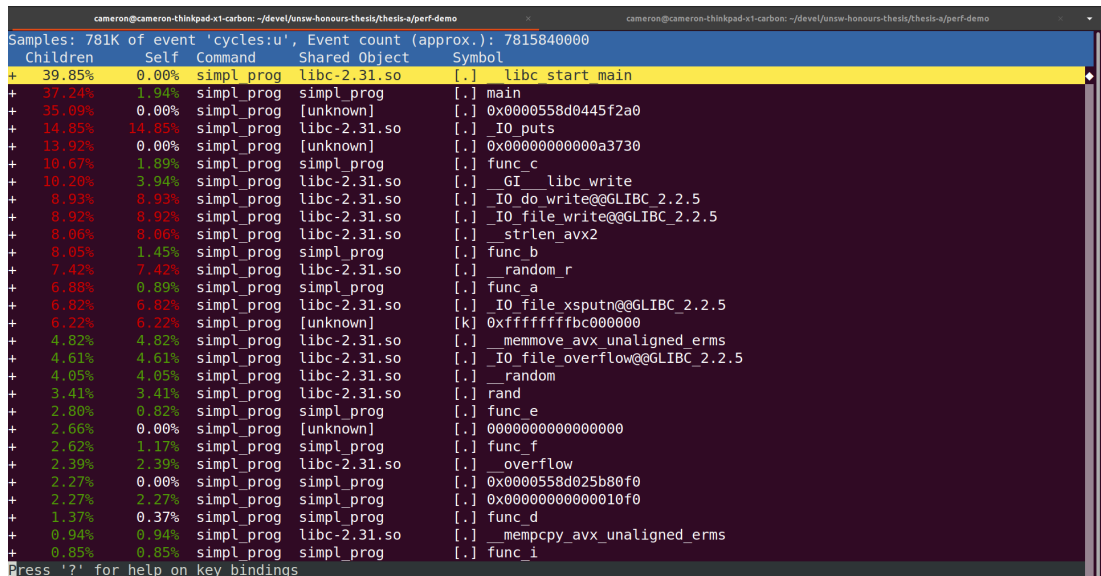 cameron@cameron-thinkpad-x1-carbon: ~/devel/unsw-honours-thesis/thesis-a/perf-demo × cameron@cameron-thinkpad-x1-carbon: ~/devel/unsw-honours-thesis/thesis-a/perf-demo ×
Samples: 781K of event 'cycles:u', Event count (approx.): 7815840000
Children Self Command Shared Object Symbol
+ 39.85% 0.00% simpl_prog libc-2.31.so [.] __libc_start_main
+ 37.24% 1.94% simpl_prog simpl_prog [.] main
+ 35.09% 0.00% simpl_prog [unknown] [.] 0x0000558d0445f2a0
+ 14.85% 14.85% simpl_prog libc-2.31.so [.] _IO_puts
+ 13.92% 0.00% simpl_prog [unknown] [.] 0x00000000000a3730
+ 10.67% 1.89% simpl_prog simpl_prog [.] func_c
+ 10.20% 3.94% simpl_prog libc-2.31.so [.] __GI___libc_write
+ 8.93% 8.93% simpl_prog libc-2.31.so [.] _IO_do_write@@GLIBC_2.2.5
+ 8.92% 8.92% simpl_prog libc-2.31.so [.] _IO_file_write@@GLIBC_2.2.5
+ 8.06% 8.06% simpl_prog libc-2.31.so [.] __strlen_avx2
+ 8.05% 1.45% simpl_prog simpl_prog [.] func_b
+ 7.42% 7.42% simpl_prog libc-2.31.so [.] __random_r
+ 6.88% 0.89% simpl_prog simpl_prog [.] func_a
+ 6.82% 6.82% simpl_prog libc-2.31.so [.] _IO_file_xsputn@@GLIBC_2.2.5
+ 6.22% 6.22% simpl_prog [unknown] [k] 0xffffffffbc000000
+ 4.82% 4.82% simpl_prog libc-2.31.so [.] __memmove_avx_unaligned_erms
+ 4.61% 4.61% simpl_prog libc-2.31.so [.] _IO_file_overflow@@GLIBC_2.2.5
+ 4.05% 4.05% simpl_prog libc-2.31.so [.] __random
+ 3.41% 3.41% simpl_prog libc-2.31.so [.] rand
+ 2.80% 0.82% simpl_prog simpl_prog [.] func_e
+ 2.66% 0.00% simpl_prog [unknown] [.] 0000000000000000
+ 2.62% 1.17% simpl_prog simpl_prog [.] func_f
+ 2.39% 2.39% simpl_prog libc-2.31.so [.] __overflow
+ 2.27% 0.00% simpl_prog simpl_prog [.] 0x0000558d025b80f0
+ 2.27% 2.27% simpl_prog simpl_prog [.] 0x00000000000010f0
+ 1.37% 0.37% simpl_prog simpl_prog [.] func_d
+ 0.94% 0.94% simpl_prog libc-2.31.so [.] __mempcpy_avx_unaligned_erms
+ 0.85% 0.85% simpl_prog simpl_prog [.] func_i
Press '?' for help on key bindings